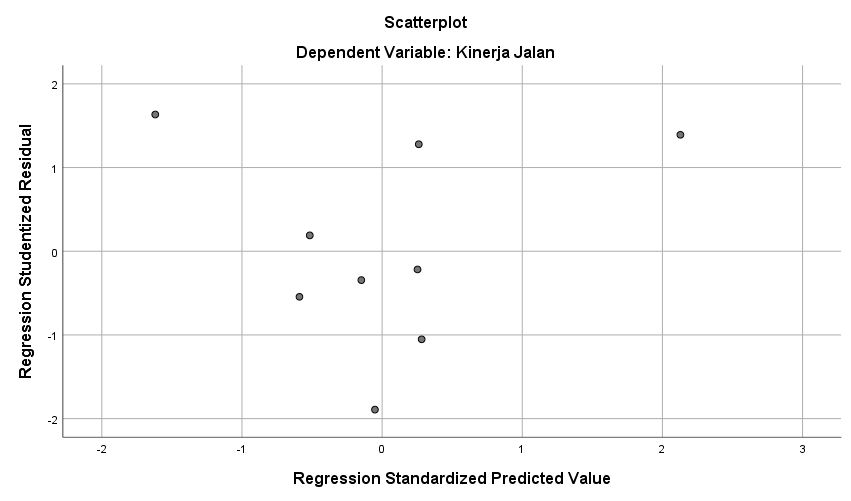 Scatterplot
Dependent Variable: Kinerja Jalan
Regression Studentized Residual
2
1
0
-1
-2
-2
-1
0
1
2
3
Regression Standardized Predicted Value